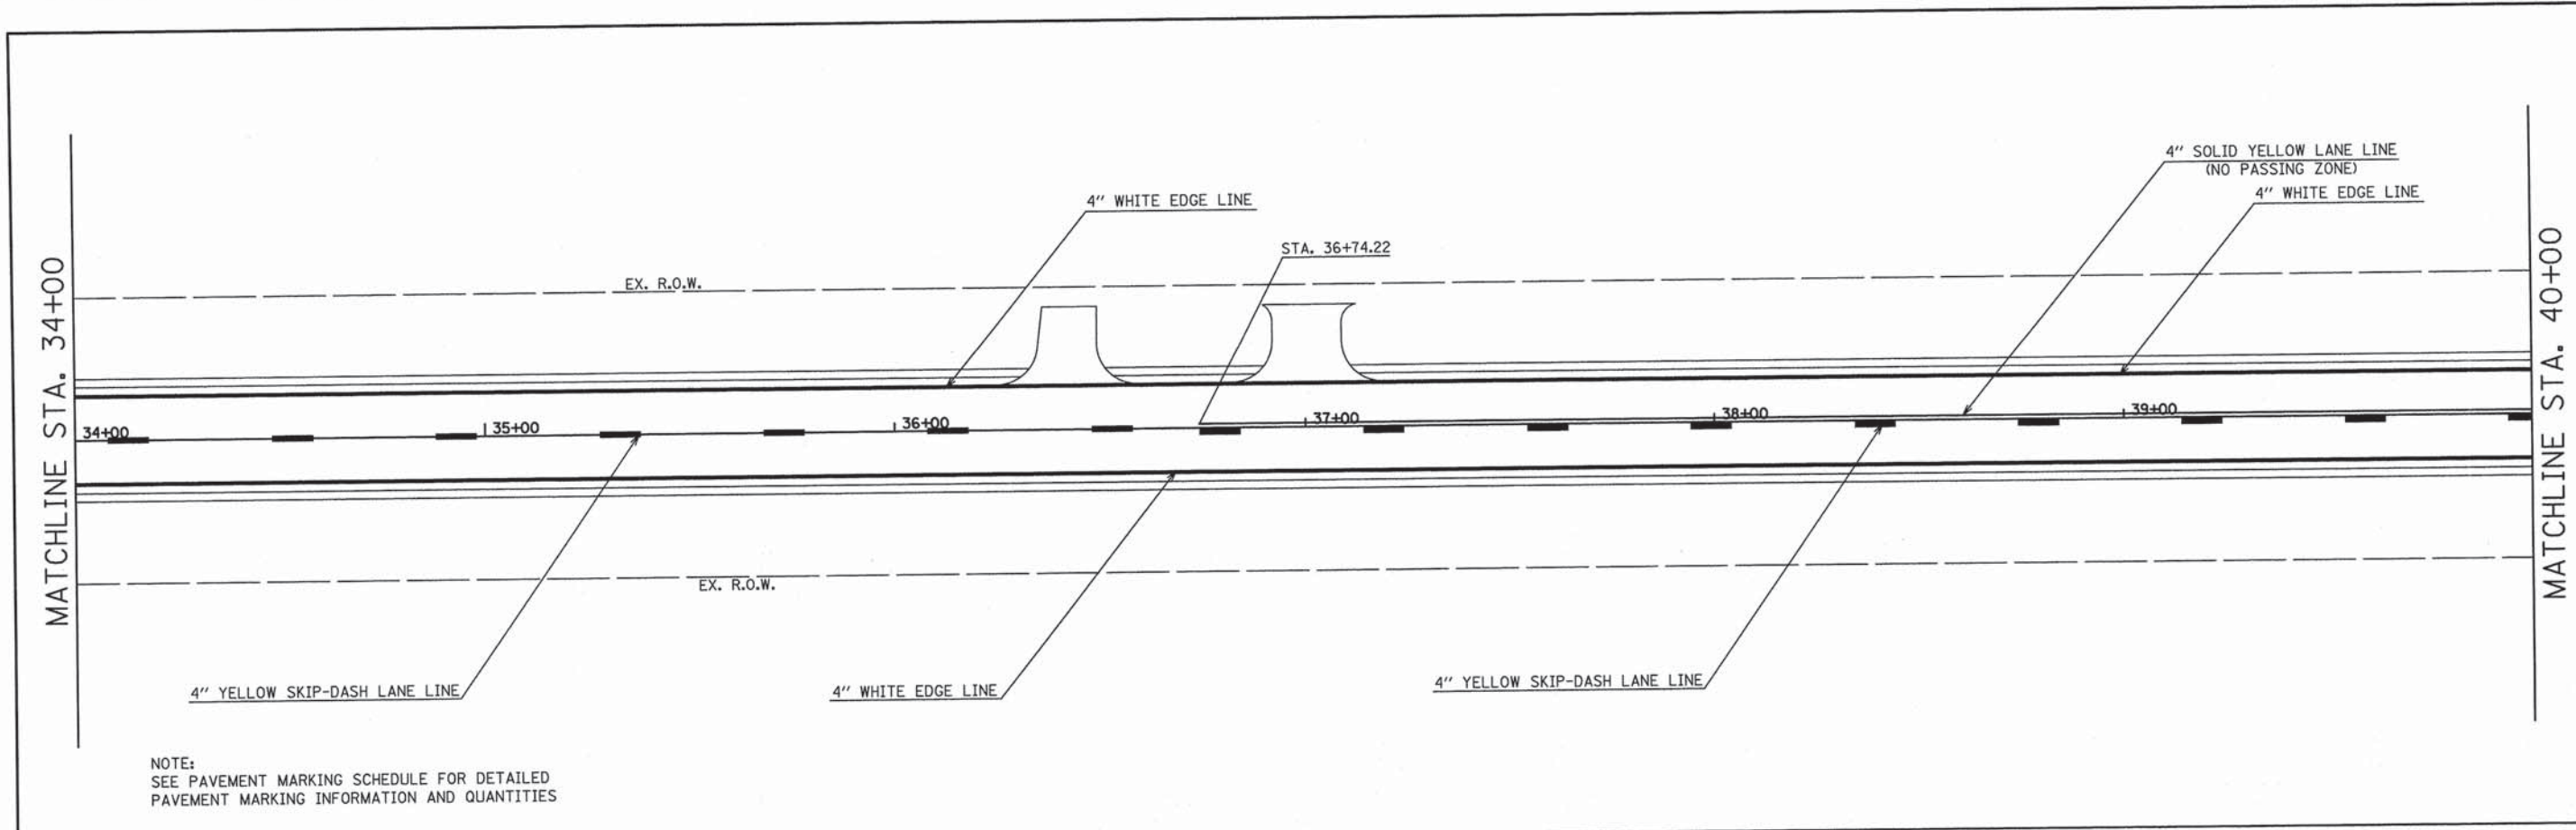 4" SOLID YELLOW LANE LINE
(NO PASSING ZONE)
4" WHITE EDGE LINE
4" WHITE EDGE LINE
STA. 36+74.22
EX. R.O.W.
MATCHLINE STA. 34+00
MATCHLINE STA. 40+00
34+00
35+00
36+00
37+00
38+00
39+00
EX. R.O.W.
4" YELLOW SKIP-DASH LANE LINE
4" WHITE EDGE LINE
4" YELLOW SKIP-DASH LANE LINE
NOTE:
SEE PAVEMENT MARKING SCHEDULE FOR DETAILED
PAVEMENT MARKING INFORMATION AND QUANTITIES